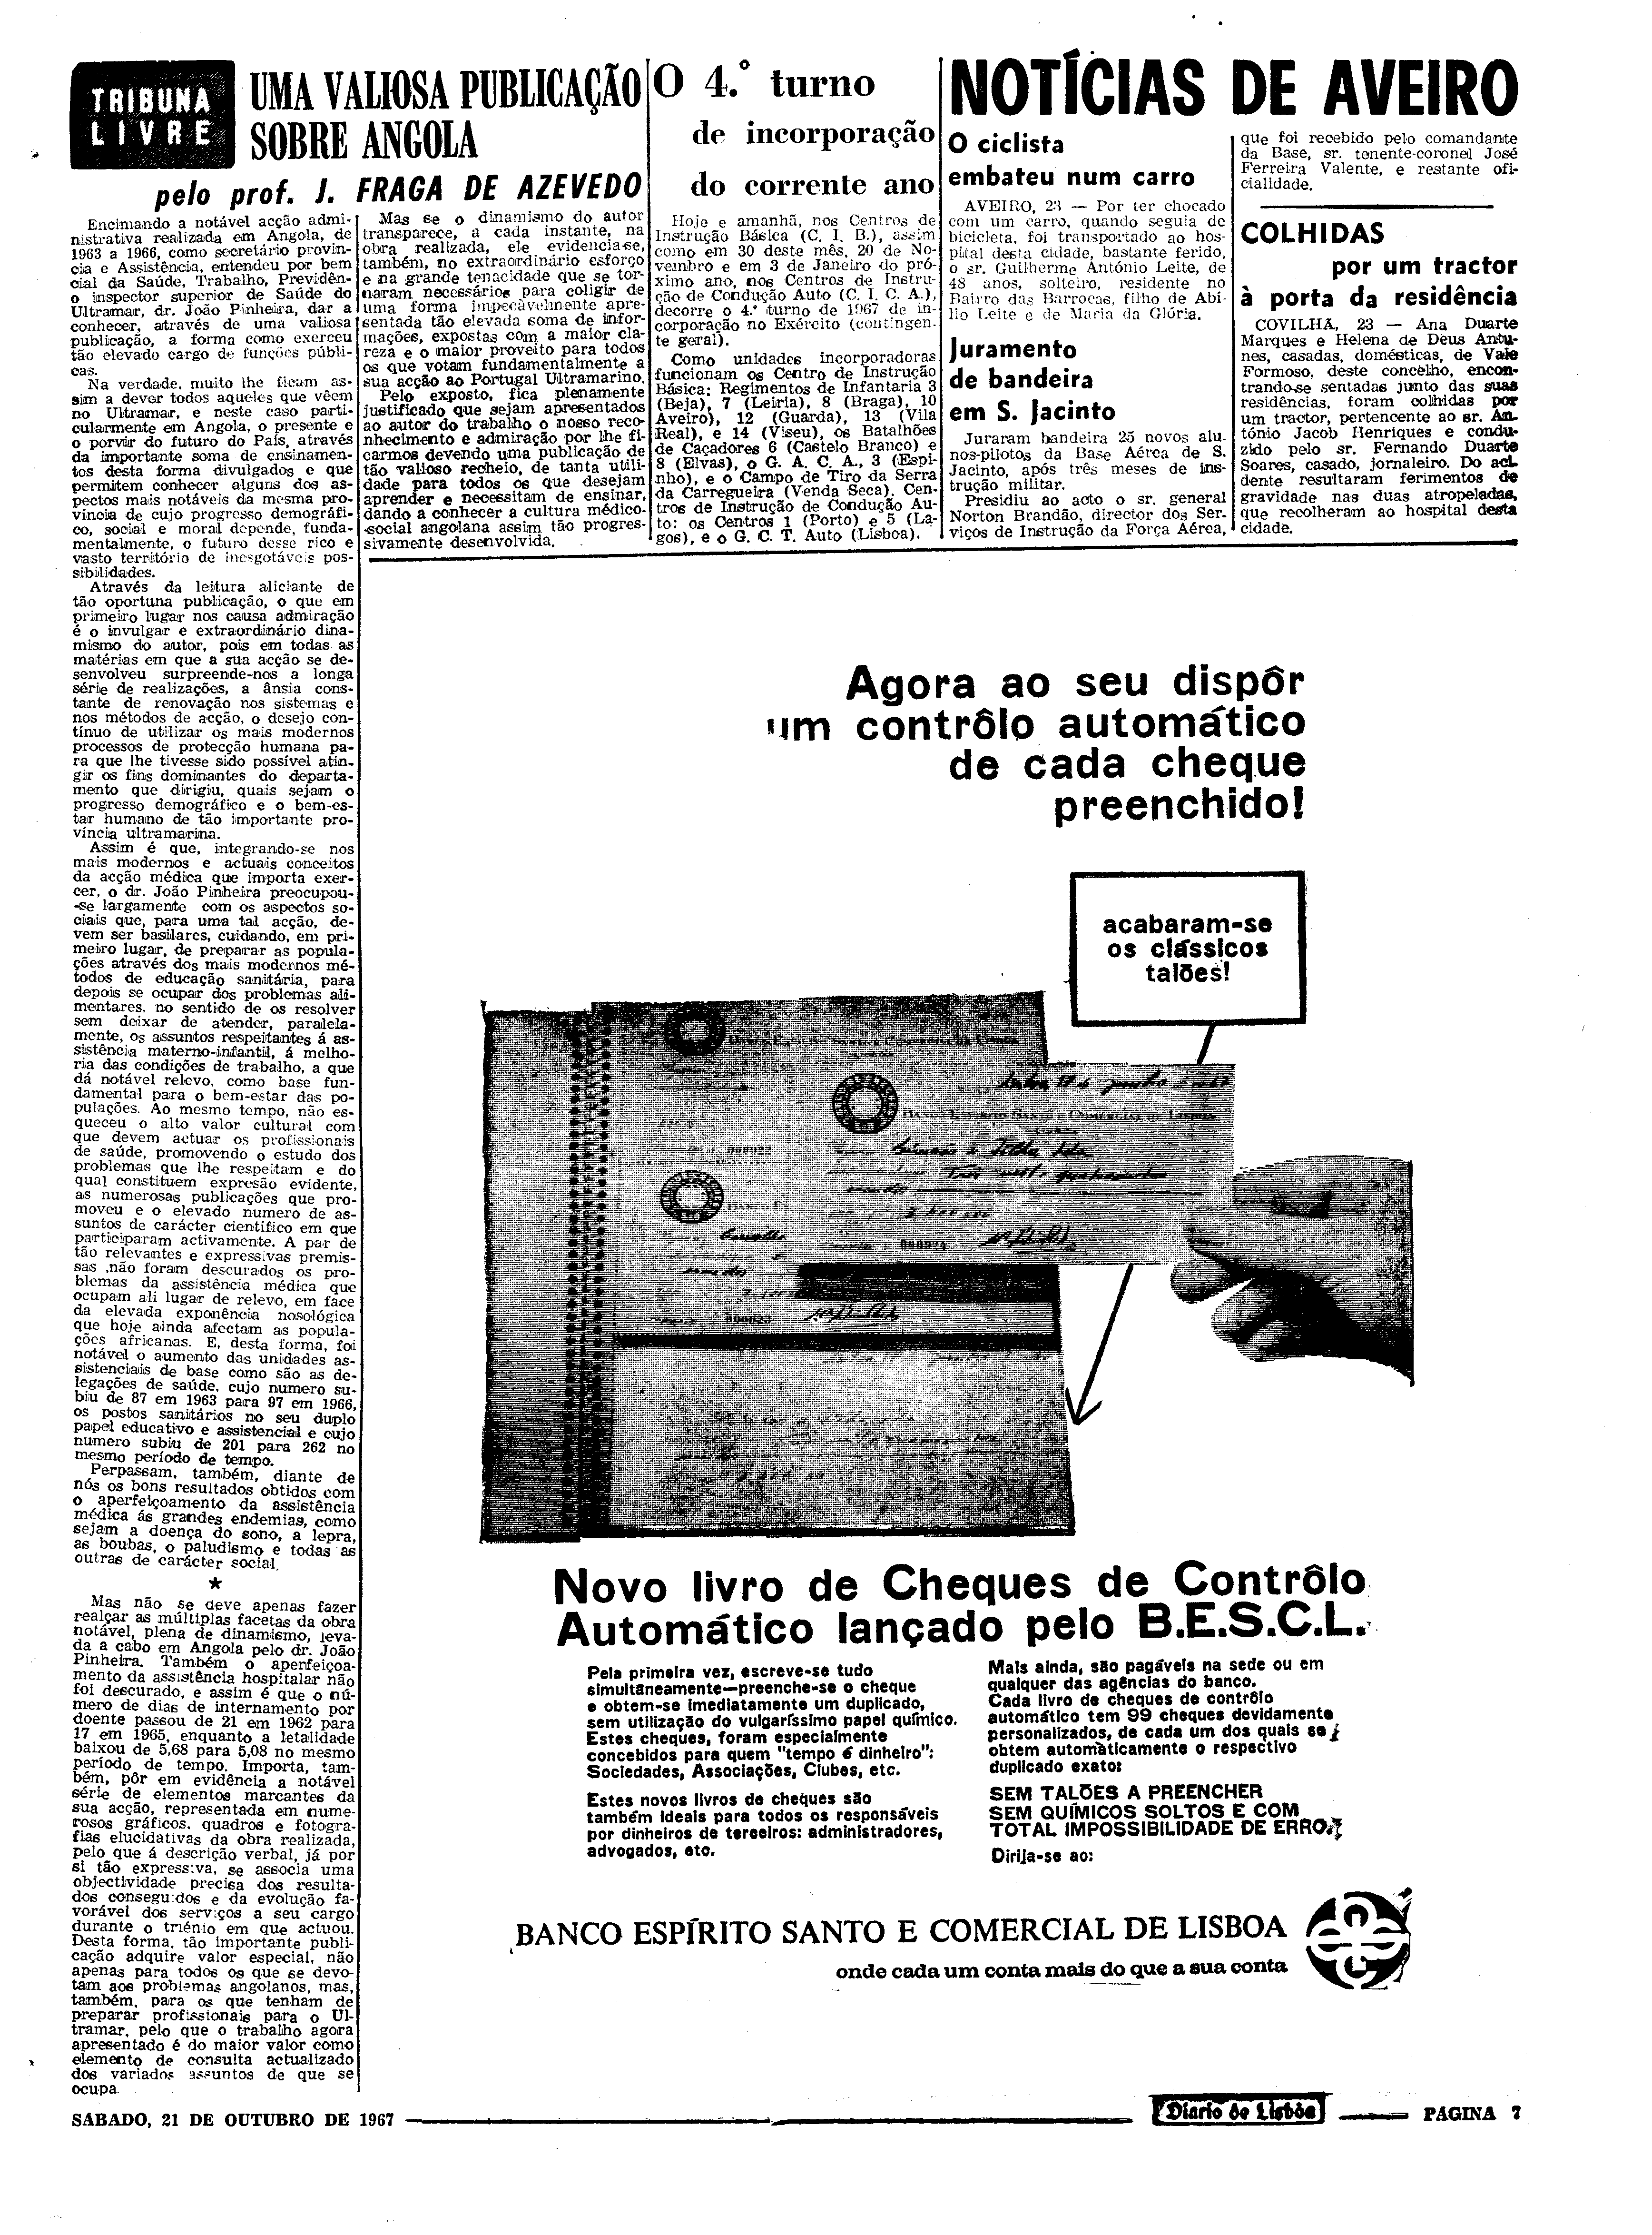 TRIBUNA
LIVRE
UMA VALIOSA PUBLICAÇÃO
SOBRE ANGOLA
pelo prof. J. FRAGA DE AZEVEDO
Encimando a notável acção admi-
nistrativa realizada em Angola, de
1963 a 1966, como secretário provin-
cia e Assistência, entendeu por bem
cial da Saúde, Trabalho, Previdên-
o inspector superior de Saúde do
Ultramar, dr. João Pinheira, dar a
conhecer, através de uma valiosa
publicação, a forma como exerceu
tão elevado cargo de funções públi-
cas.
Na verdade, muito lhe ficam as-
sim a dever todos aqueles que vêem
no Ultramar, e neste caso parti-
cularmente em Angola, o presente e
o porvir do futuro do País, através
da importante soma de ensinamen-
tos desta forma divulgados e que
permitem conhecer alguns dos as-
pectos mais notáveis da mesma pro-
víncia de cujo progresso demográfi-
co, social e moral depende, funda-
mentalmente, o futuro desse rico e
vasto território de inesgotáveis pos-
sibilidades.
Através da leitura aliciante de
tão oportuna publicação, o que em
primeiro lugar nos causa admiração
é o invulgar e extraordinário dina-
mismo do autor, pois em todas as
matérias em que a sua acção se de-
senvolveu surpreende-nos a longa
série de realizações, a ânsia cons-
tante de renovação nos sistemas e
nos métodos de acção, o desejo con-
tínuo de utilizar os mais modernos
processos de protecção humana pa-
ra que lhe tivesse sido possível atin-
gir os fins dominantes do departa-
mento que dirigiu, quais sejam o
progresso demográfico e o bem-es-
tar humano de tão importante pro-
víncia ultramarina.
Assim é que, integrando-se nos
mais modernos e actuais conceitos
da acção médica que importa exer-
cer, o dr. João Pinheira preocupou-
-se largamente com os aspectos so-
ciais que, para uma tal acção, de-
vem ser basilares, cuidando, em pri-
meiro lugar, de preparar as popula-
ções através dos mais modernos mé-
todos de educação sanitária, para
depois se ocupar dos problemas ali-
mentares, no sentido de os resolver
sem deixar de atender, paralela-
mente, os assuntos respeitantes á as-
sistência materno-infantil, á melho-
ria das condições de trabalho, a que
dá notável relevo, como base fun-
damental para o bem-estar das po-
pulações. Ao mesmo tempo, não es-
queceu o alto valor cultural com
que devem actuar os profissionais
de saúde, promovendo o estudo dos
problemas que lhe respeitam e do
qual constituem expresão evidente,
as numerosas publicações que pro-
moveu e o elevado numero de as-
suntos de carácter científico em que
participaram activamente. A par de
tão relevantes e expressivas premis-
sas ,não foram descurados os pro-
blemas da assistência médica que
ocupam ali lugar de relevo, em face
da elevada exponência nosológica
que hoje ainda afectam as popula-
ções africanas. E, desta forma, foi
notável o aumento das unidades as-
sistenciais de base como são as de-
legações de saúde, cujo numero su-
biu de 87 em 1963 para 97 em 1966,
os postos sanitários no seu duplo
papel educativo e assistencial e cujo
numero subiu de 201 para 262 no
mesmo período de tempo.
Perpassam, também, diante de
nós os bons resultados obtidos com
o aperfeiçoamento da assistência
médica ás grandes endemias, como
sejam a doença do sono, a lepra,
as boubas, o paludismo e todas as
outras de carácter social.
★
Mas não se deve apenas fazer
realçar as múltiplas facetas da obra
notável, plena de dinamismo, leva-
da a cabo em Angola pelo dr. João
Pinheira. Também o aperfeiçoa-
mento da assistência hospitalar não
foi descurado, e assim é que o nú-
mero de dias de internamento por
doente passou de 21 em 1962 para
17 em 1965, enquanto a letalidade
baixou de 5,68 para 5,08 no mesmo
período de tempo. Importa, tam-
bém, pôr em evidência a notável
série de elementos marcantes da
sua acção, representada em nume-
rosos gráficos, quadros e fotogra-
fias elucidativas da obra realizada,
pelo que á descrição verbal, já por
si tão expressiva, se associa uma
objectividade precisa dos resulta-
dos conseguidos e da evolução fa-
vorável dos serviços a seu cargo
durante o triénio em que actuou.
Desta forma, tão importante publi-
cação adquire valor especial, não
apenas para todos os que se devo-
tam aos problemas angolanos, mas,
também, para os que tenham de
preparar profissionais para o Ul-
tramar, pelo que o trabalho agora
apresentado é do maior valor como
elemento de consulta actualizado
dos variados assuntos de que se
ocupa.
Mas se o dinamismo do autor
transparece, a cada instante, na
obra realizada, ele evidencia-se,
também, no extraordinário esforço
e na grande tenacidade que se tor-
naram necessários para coligir de
uma forma impecàvelmente apre-
sentada tão elevada soma de infor-
mações, expostas com a maior cla-
reza e o maior proveito para todos
os que votam fundamentalmente a
sua acção ao Portugal Ultramarino.
Pelo exposto, fica plenamente
justificado que sejam apresentados
ao autor do trabalho o nosso reco-
nhecimento e admiração por lhe fi-
carmos devendo uma publicação de
tão valioso recheio, de tanta utili-
dade para todos os que desejam
aprender e necessitam de ensinar,
dando a conhecer a cultura médico-
-social angolana assim tão progres-
sivamente desenvolvida.
O 4.º turno
de incorporação
do corrente ano
Hoje e amanhã, nos Centros de
Instrução Básica (C. I. B.), assim
como em 30 deste mês, 20 de No-
vembro e em 3 de Janeiro do pró-
ximo ano, nos Centros de Instru-
ção de Condução Auto (C. I. C. A.),
decorre o 4.º turno de 1967 de in-
corporação no Exército (contingen-
te geral).
Como unidades incorporadoras
funcionam os Centro de Instrução
Básica: Regimentos de Infantaria 3
(Beja), 7 (Leiria), 8 (Braga), 10
Aveiro), 12 (Guarda), 13 (Vila
Real), e 14 (Viseu), os Batalhões
de Caçadores 6 (Castelo Branco) e
8 (Elvas), o G. A. C. A., 3 (Espi-
nho), e o Campo de Tiro da Serra
da Carregueira (Venda Seca). Cen-
tros de Instrução de Condução Au-
to: os Centros 1 (Porto) e 5 (La-
gos), e o G. C. T. Auto (Lisboa).
NOTÍCIAS DE AVEIRO
O ciclista
embateu num carro
AVEIRO, 23 — Por ter chocado
com um carro, quando seguia de
bicicleta, foi transportado ao hos-
pital desta cidade, bastante ferido,
o sr. Guilherme António Leite, de
48 anos, solteiro, residente no
Bairro das Barrocas, filho de Abí-
lio Leite e de Maria da Glória.
Juramento
de bandeira
em S. Jacinto
Juraram bandeira 25 novos alu-
nos-pilotos da Base Aérea de S.
Jacinto, após três meses de ins-
trução militar.
Presidiu ao acto o sr. general
Norton Brandão, director dos Ser-
viços de Instrução da Força Aérea,
que foi recebido pelo comandante
da Base, sr. tenente-coronel José
Ferreira Valente, e restante ofi-
cialidade.
COLHIDAS
por um tractor
à porta da residência
COVILHÃ, 23 — Ana Duarte
Marques e Helena de Deus Antu-
nes, casadas, domésticas, de Vale
Formoso, deste concelho, encon-
trando-se sentadas junto das suas
residências, foram colhidas por
um tractor, pertencente ao sr. An-
tónio Jacob Henriques e condu-
zido pelo sr. Fernando Duarte
Soares, casado, jornaleiro. Do aci-
dente resultaram ferimentos de
gravidade nas duas atropeladas,
que recolheram ao hospital desta
cidade.
Agora ao seu dispôr
um contrôlo automático
de cada cheque
preenchido!
acabaram-se
os clássicos
talões!
000922
000924
000923
Novo livro de Cheques de Contrôlo
Automático lançado pelo B.E.S.C.L.
Pela primeira vez, escreve-se tudo
simultâneamente—preenche-se o cheque
e obtem-se imediatamente um duplicado,
sem utilização do vulgaríssimo papel químico.
Estes cheques, foram especialmente
concebidos para quem "tempo é dinheiro":
Sociedades, Associações, Clubes, etc.
Estes novos livros de cheques são
também ideais para todos os responsáveis
por dinheiros de terceiros: administradores,
advogados, etc.
Mais ainda, são pagáveis na sede ou em
qualquer das agências do banco.
Cada livro de cheques de contrôlo
automático tem 99 cheques devidamente
personalizados, de cada um dos quais se
obtem automàticamente o respectivo
duplicado exato:
SEM TALÕES A PREENCHER
SEM QUÍMICOS SOLTOS E COM
TOTAL IMPOSSIBILIDADE DE ERRO.
Dirija-se ao:
BANCO ESPÍRITO SANTO E COMERCIAL DE LISBOA
onde cada um conta mais do que a sua conta
SABADO, 21 DE OUTUBRO DE 1967
Diario de Lisbôa
PÁGINA 7